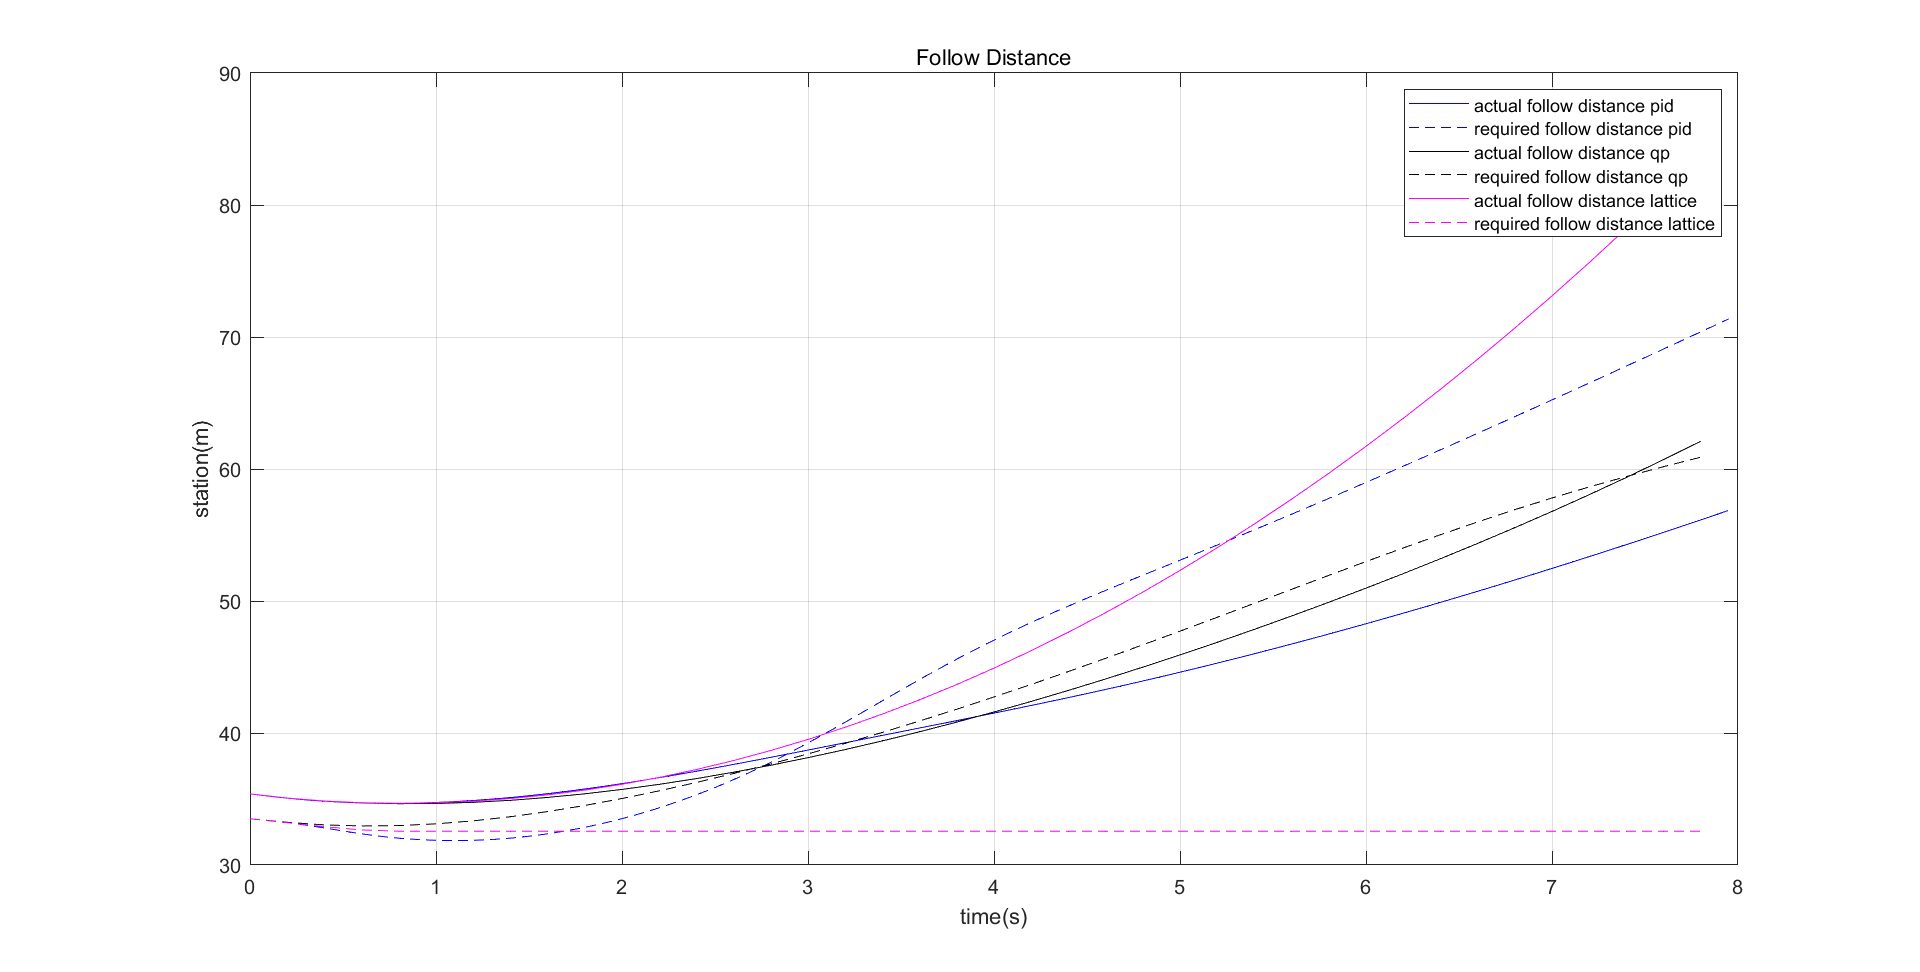 Follow Distance
90
80
70
60
50
40
30
station(m)
actual follow distance pid
required follow distance pid
actual follow distance qp
required follow distance qp
actual follow distance lattice
required follow distance lattice
0 1 2 3 4 5 6 7 8
time(s)